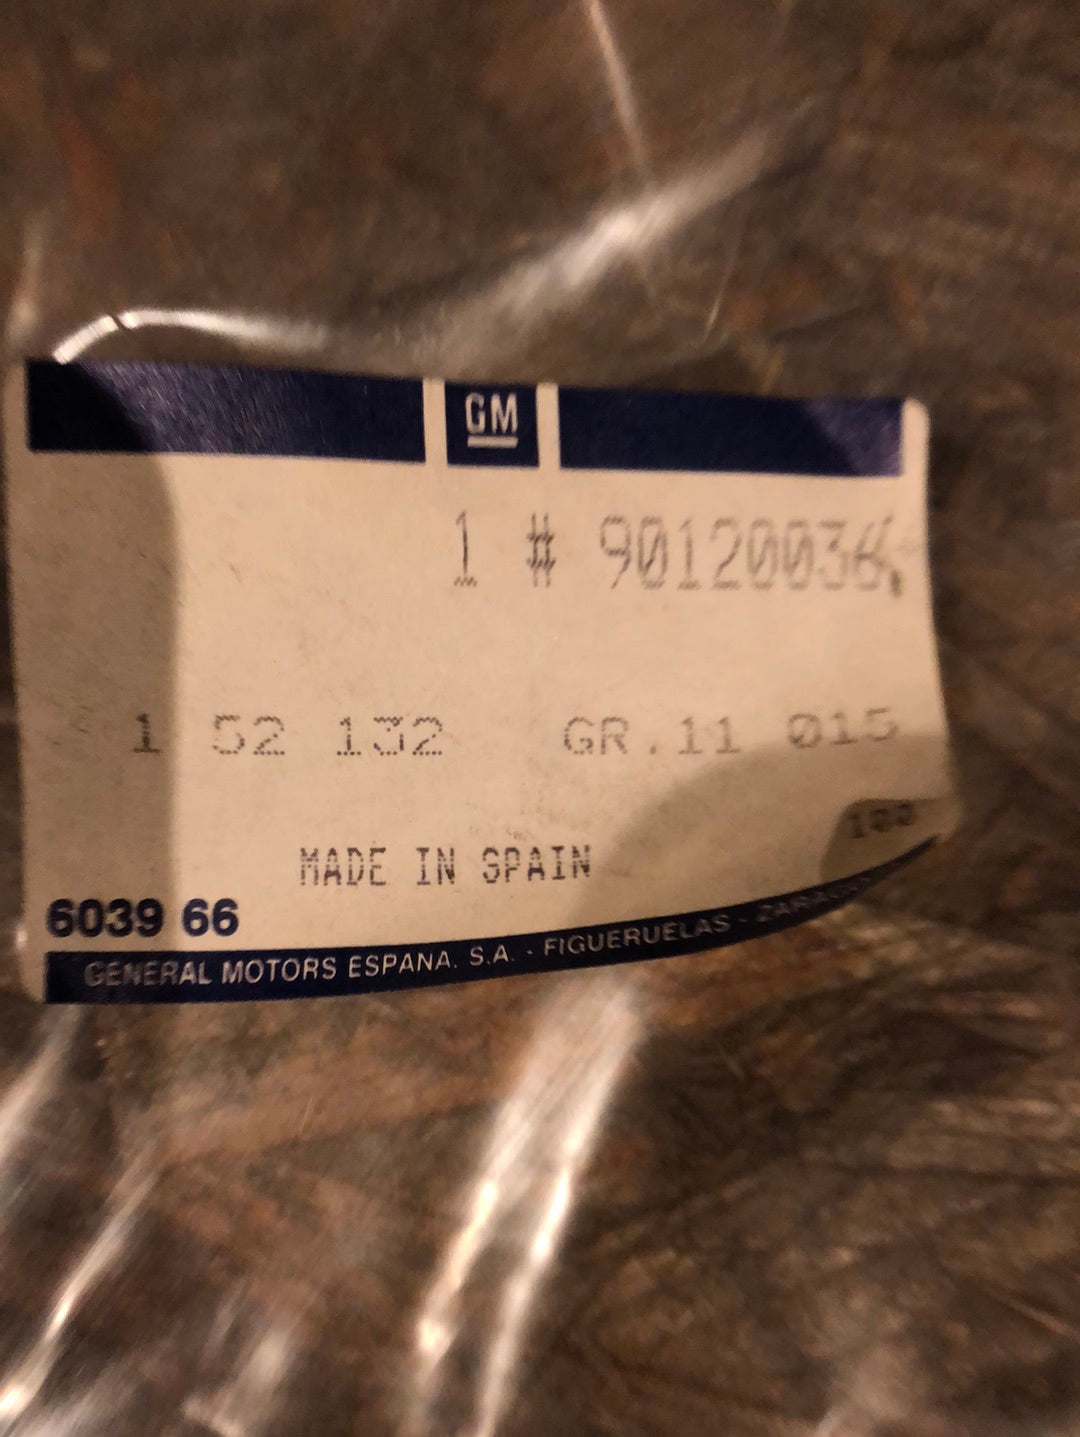 GM
1 # 90120036
1 52 132 GR.11 015
MADE IN SPAIN
6039 66
GENERAL MOTORS ESPANA. S.A. - FIGUERUELAS -